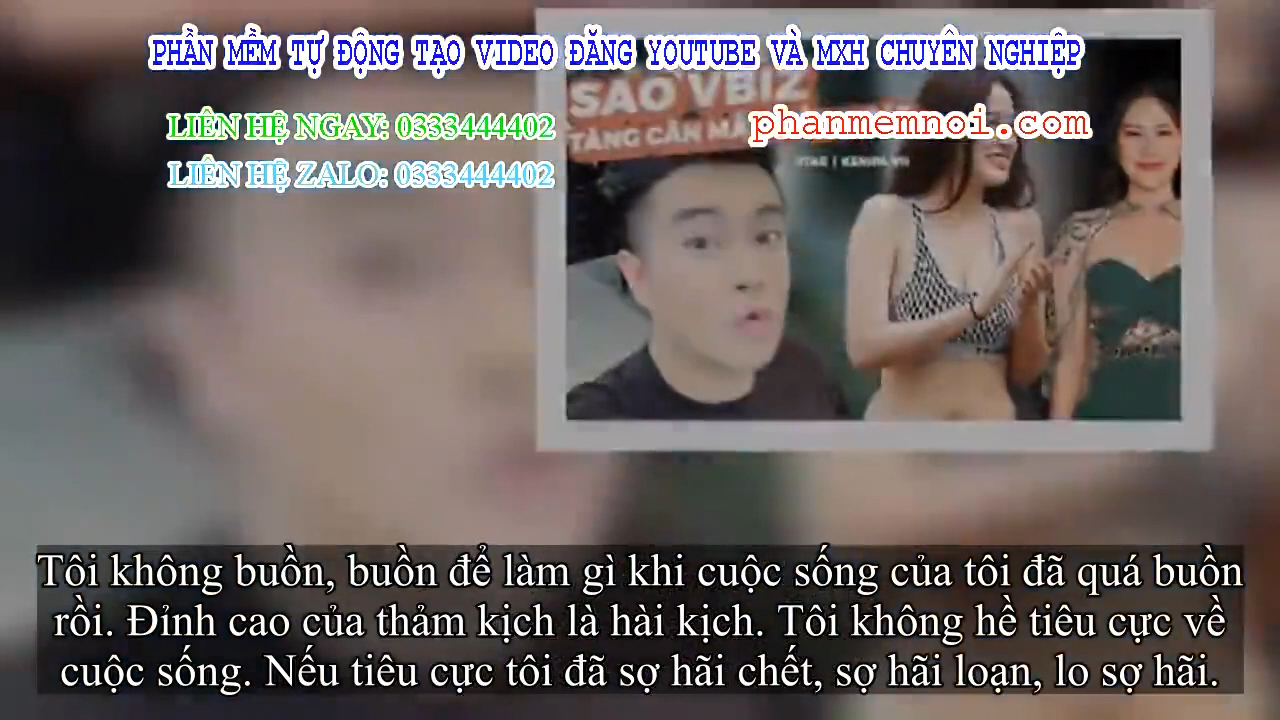 PHẦN MỀM TỰ ĐỘNG TẠO VIDEO ĐĂNG YOUTUBE VÀ MXH CHUYÊN NGHIỆP
SAO VBIZ
LIÊN HỆ NGAY: 0333444402
phanmemnoi.com
TĂNG CÂN
LIÊN HỆ ZALO: 0333444402
Tôi không buồn, buồn để làm gì khi cuộc sống của tôi đã quá buồn
rồi. Đỉnh cao của thảm kịch là hài kịch. Tôi không hề tiêu cực về
cuộc sống. Nếu tiêu cực tôi đã sợ hãi chết, sợ hãi loạn, lo sợ hãi.